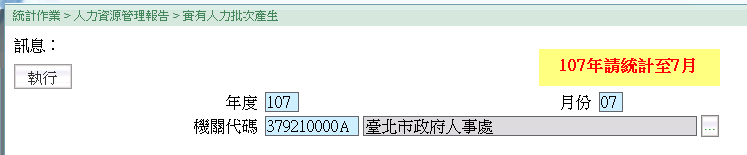 統計作業 > 人力資源管理報告 > 實有人力批次產生
訊息：
107年請統計至7月
執行
年度 107 月份 07
機關代碼 379210000A 臺北市政府人事處 ...